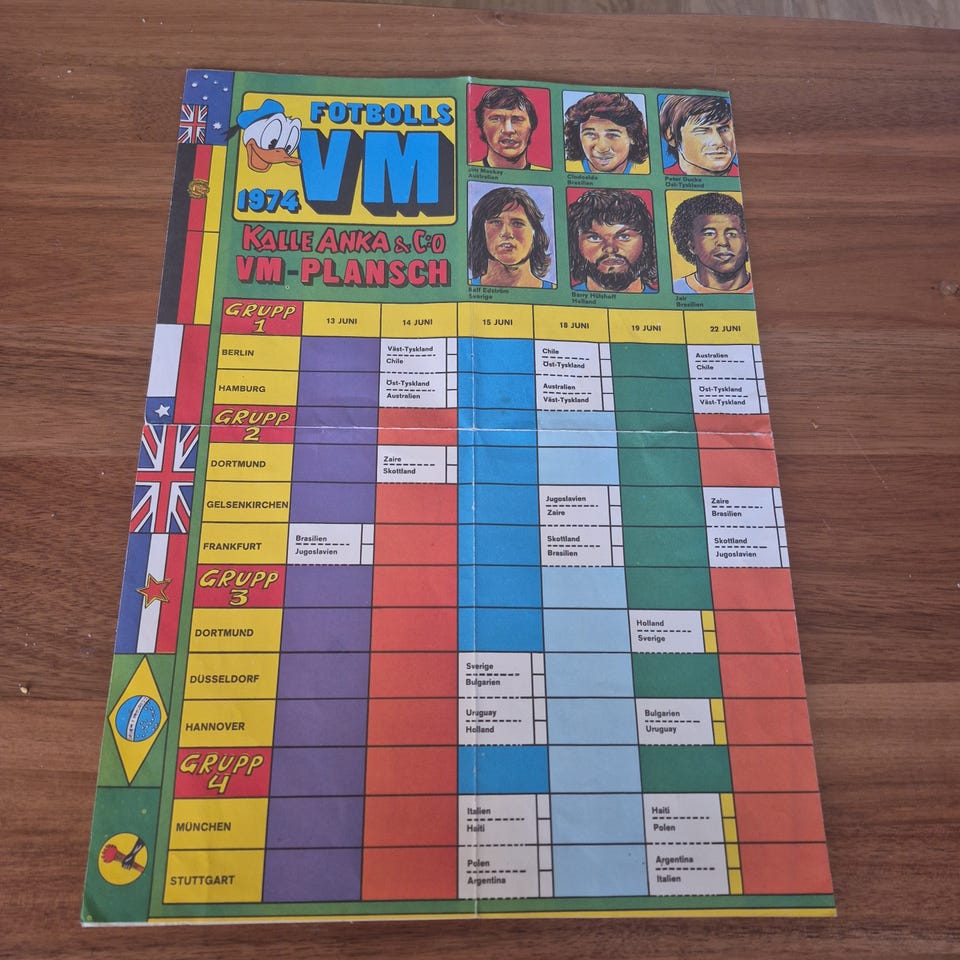 FOTBOLLS
VM
1974
KALLE ANKA & C:O
VM-PLANSCH
Jim Mackay
Australien
Clodoaldo
Brasilien
Peter Ducke
Öst-Tyskland
Ralf Edström
Sverige
Barry Hülshoff
Holland
Jair
Brasilien
GRUPP 1
13 JUNI
14 JUNI
15 JUNI
18 JUNI
19 JUNI
22 JUNI
BERLIN
Väst-Tyskland
Chile
Chile
Öst-Tyskland
Australien
Chile
HAMBURG
Öst-Tyskland
Australien
Australien
Väst-Tyskland
Öst-Tyskland
Väst-Tyskland
GRUPP 2
DORTMUND
Zaire
Skottland
GELSENKIRCHEN
Jugoslavien
Zaire
Zaire
Brasilien
FRANKFURT
Brasilien
Jugoslavien
Skottland
Brasilien
Skottland
Jugoslavien
GRUPP 3
DORTMUND
Holland
Sverige
DÜSSELDORF
Sverige
Bulgarien
HANNOVER
Uruguay
Holland
Bulgarien
Uruguay
GRUPP 4
MÜNCHEN
Italien
Haiti
Haiti
Polen
STUTTGART
Polen
Argentina
Argentina
Italien